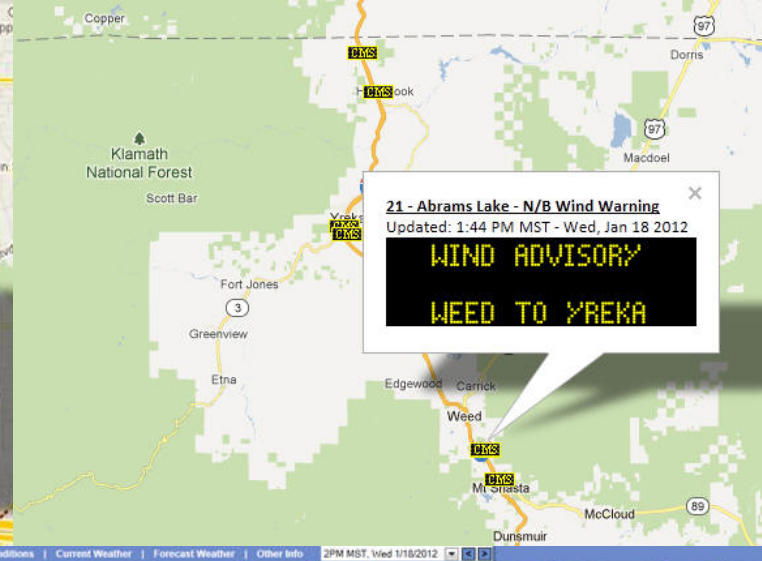 Copper
97
Dorris
CMS
CMS
ook
97
Macdoel
Klamath
National Forest
Scott Bar
21 - Abrams Lake - N/B Wind Warning
Updated: 1:44 PM MST - Wed, Jan 18 2012
WIND ADVISORY
WEED TO YREKA
Yreka
CMS
Fort Jones
3
Greenview
Etna
Edgewood
Carrick
Weed
CMS
CMS
Mt Shasta
McCloud
89
Dunsmuir
nditions | Current Weather | Forecast Weather | Other Info
2PM MST, Wed 1/18/2012